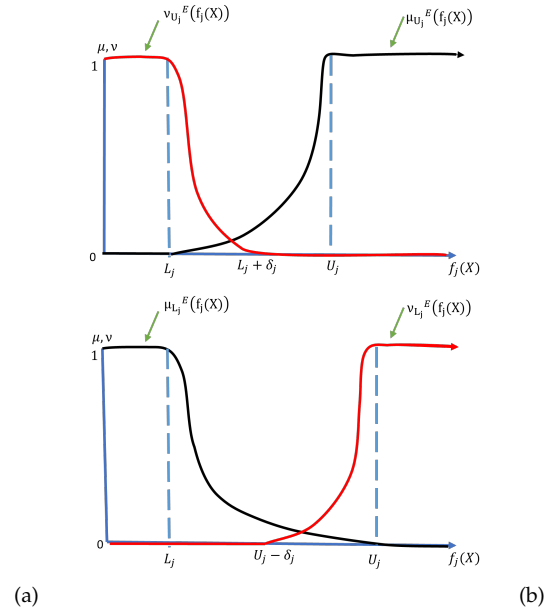 ν_{U_j}^E(f_j(X))
μ_{U_j}^E(f_j(X))
μ, ν
1
0
L_j
L_j + δ_j
U_j
f_j(X)
μ_{L_j}^E(f_j(X))
ν_{L_j}^E(f_j(X))
μ, ν
1
0
L_j
U_j − δ_j
U_j
f_j(X)
(a) (b)